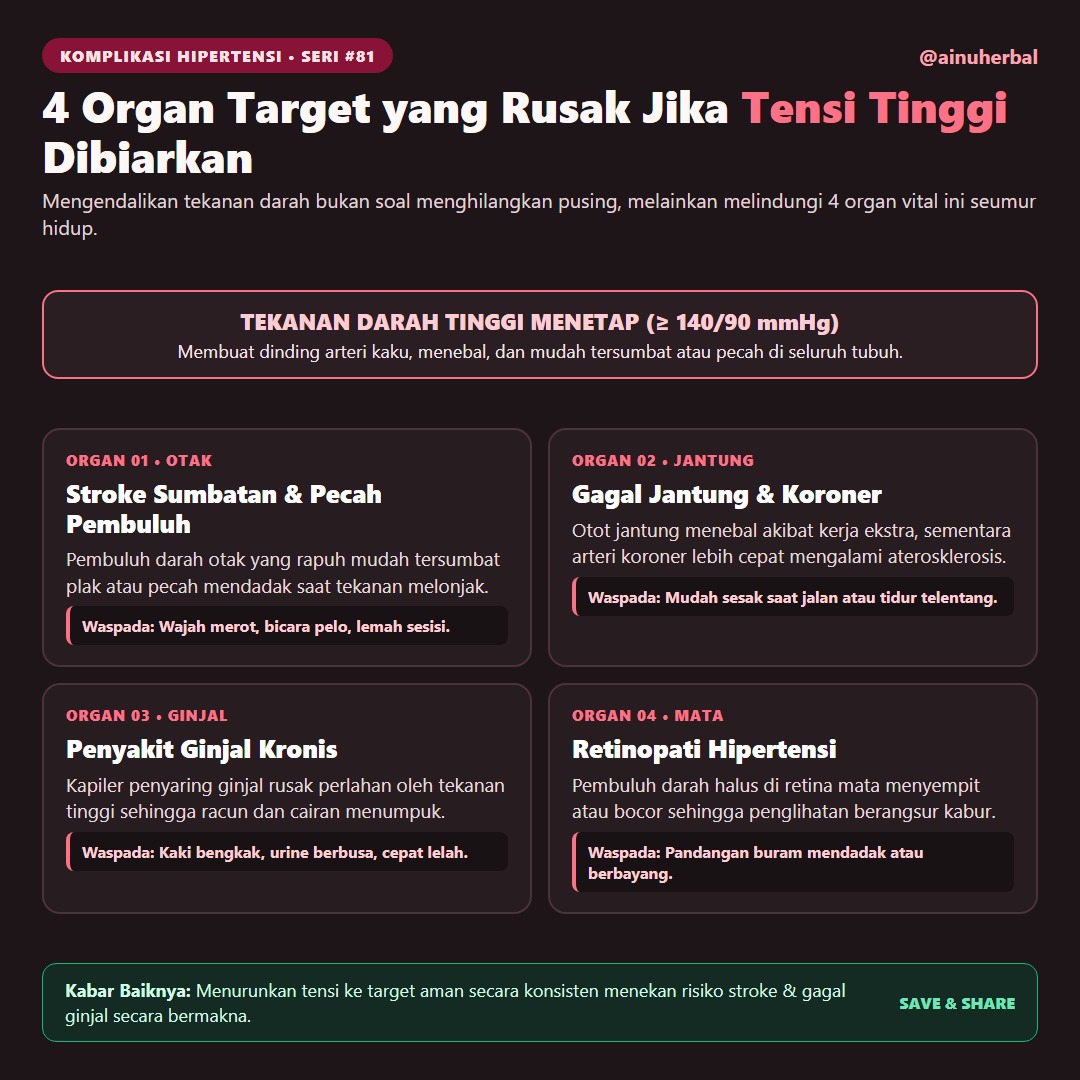 KOMPLIKASI HIPERTENSI • SERI #81
@ainuherbal
4 Organ Target yang Rusak Jika Tensi Tinggi
Dibiarkan
Mengendalikan tekanan darah bukan soal menghilangkan pusing, melainkan melindungi 4 organ vital ini seumur
hidup.
TEKANAN DARAH TINGGI MENETAP (≥ 140/90 mmHg)
Membuat dinding arteri kaku, menebal, dan mudah tersumbat atau pecah di seluruh tubuh.
ORGAN 01 • OTAK
Stroke Sumbatan & Pecah
Pembuluh
Pembuluh darah otak yang rapuh mudah tersumbat
plak atau pecah mendadak saat tekanan melonjak.
Waspada: Wajah merot, bicara pelo, lemah sesisi.
ORGAN 02 • JANTUNG
Gagal Jantung & Koroner
Otot jantung menebal akibat kerja ekstra, sementara
arteri koroner lebih cepat mengalami aterosklerosis.
Waspada: Mudah sesak saat jalan atau tidur telentang.
ORGAN 03 • GINJAL
Penyakit Ginjal Kronis
Kapiler penyaring ginjal rusak perlahan oleh tekanan
tinggi sehingga racun dan cairan menumpuk.
Waspada: Kaki bengkak, urine berbusa, cepat lelah.
ORGAN 04 • MATA
Retinopati Hipertensi
Pembuluh darah halus di retina mata menyempit
atau bocor sehingga penglihatan berangsur kabur.
Waspada: Pandangan buram mendadak atau
berbayang.
Kabar Baiknya: Menurunkan tensi ke target aman secara konsisten menekan risiko stroke & gagal
ginjal secara bermakna.
SAVE & SHARE